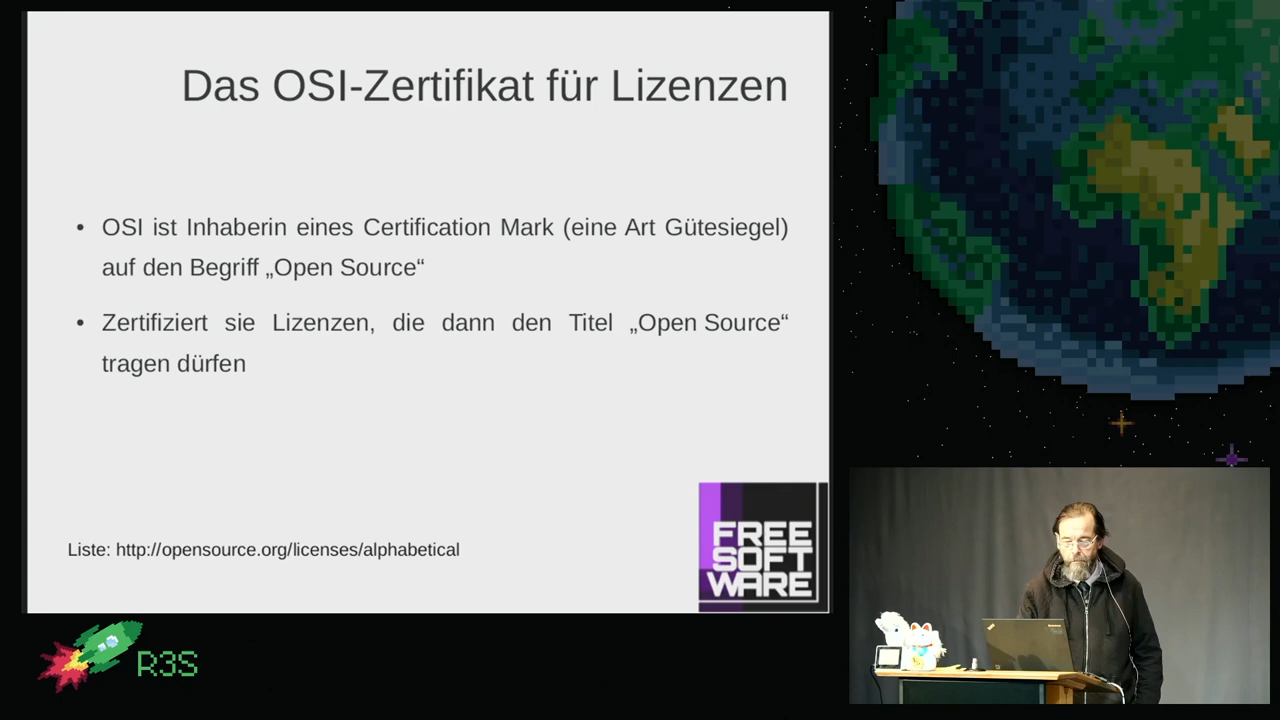 Das OSI-Zertifikat für Lizenzen
• OSI ist Inhaberin eines Certification Mark (eine Art Gütesiegel)
auf den Begriff „Open Source“
• Zertifiziert sie Lizenzen, die dann den Titel „Open Source“
tragen dürfen
Liste: http://opensource.org/licenses/alphabetical
FREE
SOFT
WARE
R3S